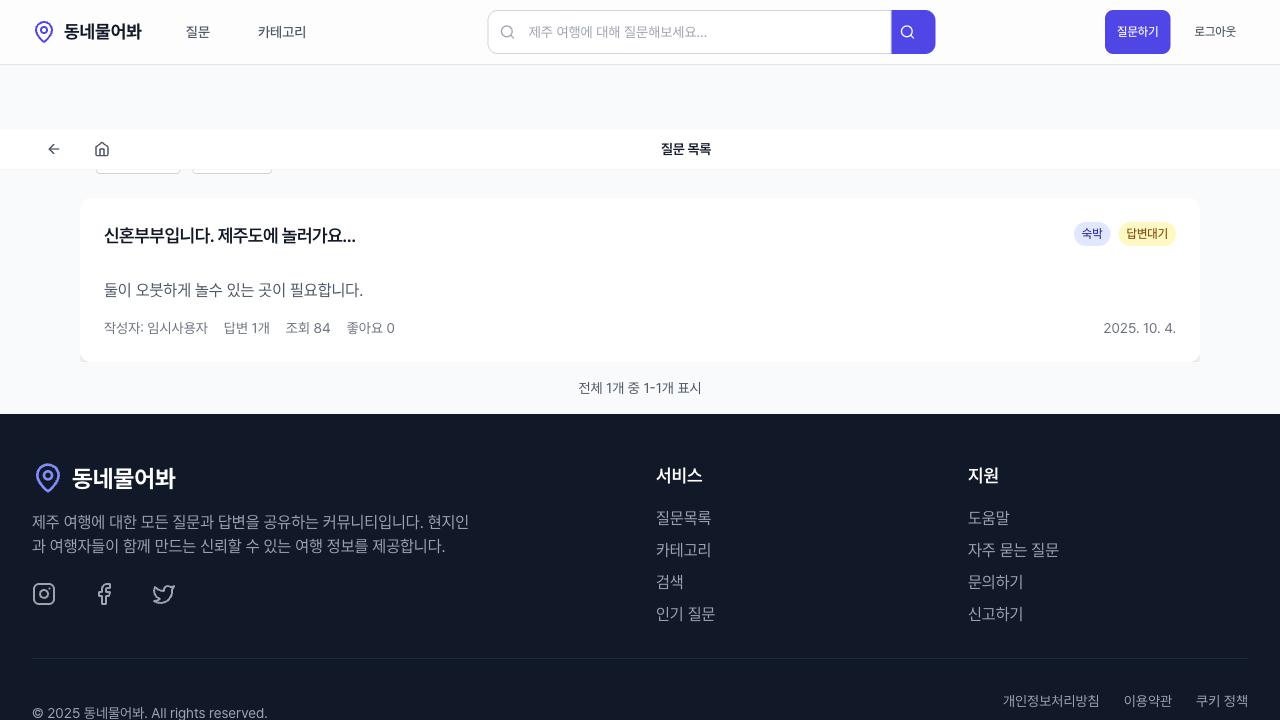 동네물어봐
질문
카테고리
제주 여행에 대해 질문해보세요...
질문하기
로그아웃
질문 목록
신혼부부입니다. 제주도에 놀러가요...
숙박
답변대기
둘이 오붓하게 놀수 있는 곳이 필요합니다.
작성자: 임시사용자
답변 1개
조회 84
좋아요 0
2025. 10. 4.
전체 1개 중 1-1개 표시
동네물어봐
제주 여행에 대한 모든 질문과 답변을 공유하는 커뮤니티입니다. 현지인
과 여행자들이 함께 만드는 신뢰할 수 있는 여행 정보를 제공합니다.
서비스
질문목록
카테고리
검색
인기 질문
지원
도움말
자주 묻는 질문
문의하기
신고하기
© 2025 동네물어봐. All rights reserved.
개인정보처리방침
이용약관
쿠키 정책